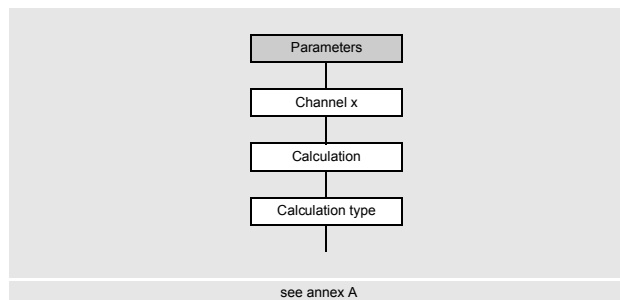 Parameters
Channel x
Calculation
Calculation type
see annex A